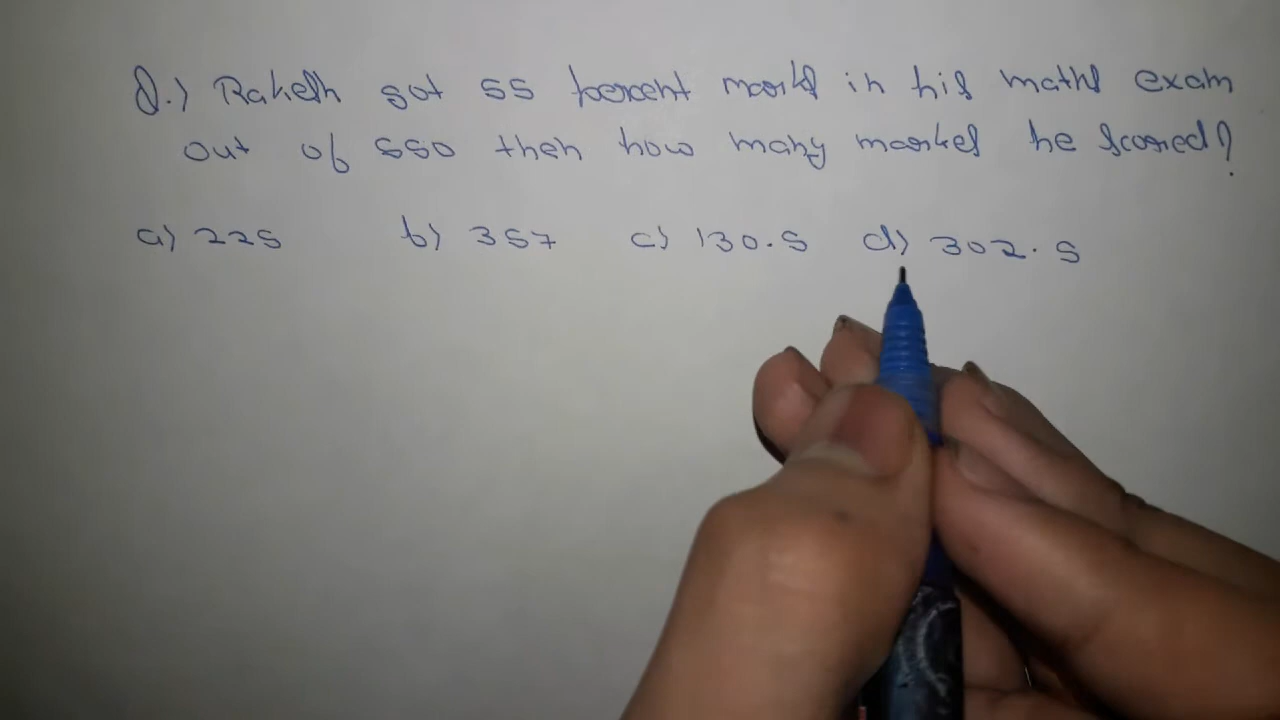 Q.) Rakesh got 55 percent marks in his maths exam
out of 550 then how many markes he scored?
a) 225 b) 357 c) 130.5 d) 302.5